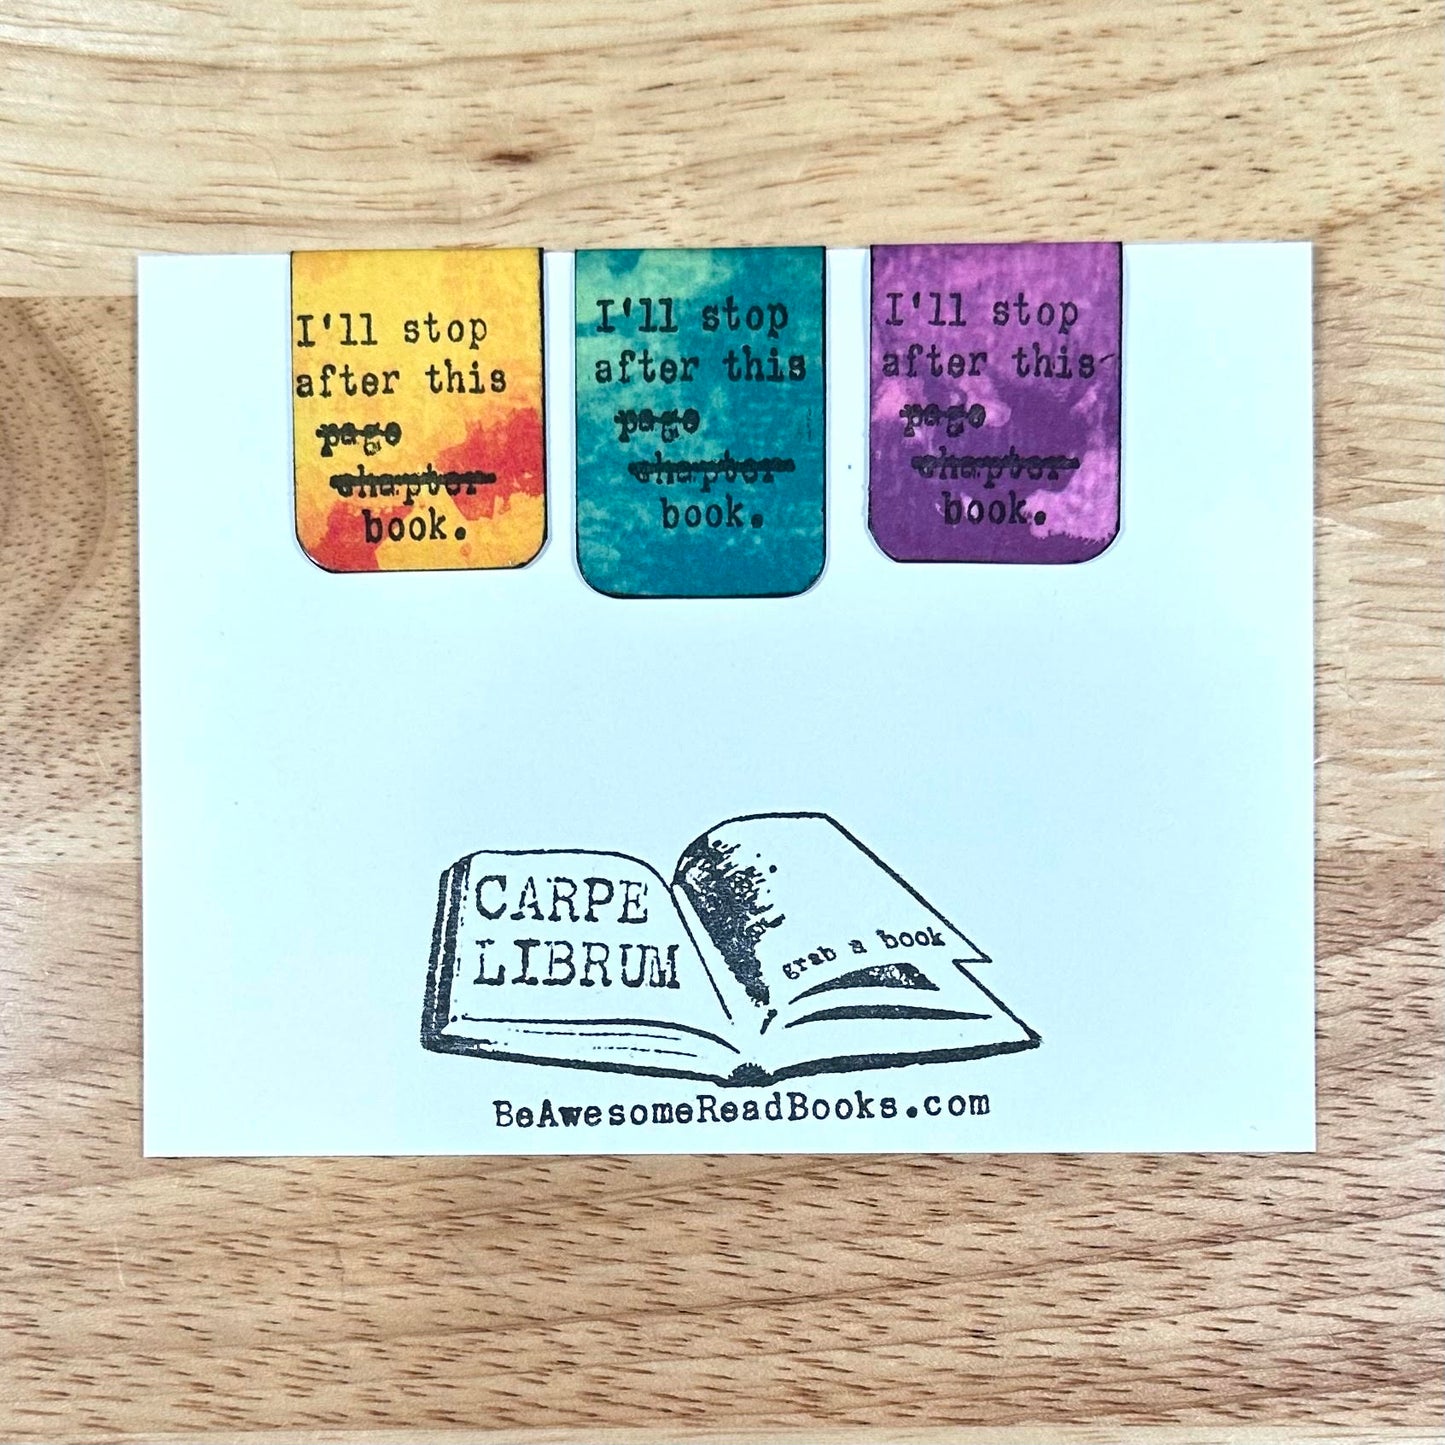 I'll stop
after this
page
chapter
book.
I'll stop
after this
page
chapter
book.
I'll stop
after this
page
chapter
book.
CARPE
LIBRUM
grab a book
BeAwesomeReadBooks.com